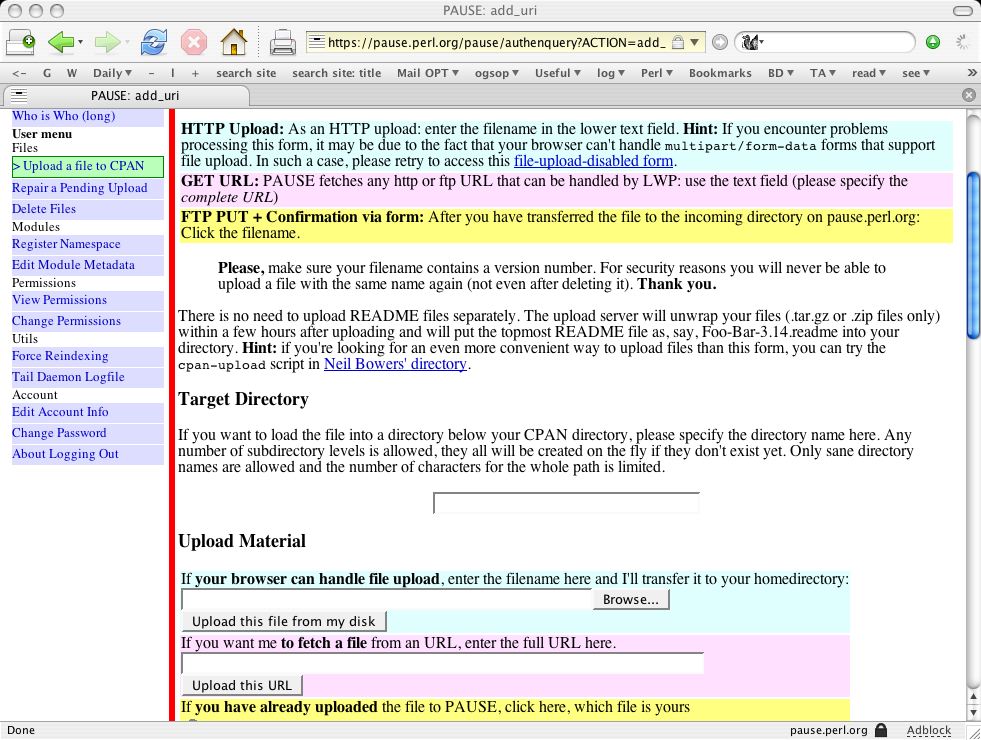 PAUSE: add_uri
https://pause.perl.org/pause/authenquery?ACTION=add_
<- G W Daily - I + search site search site: title Mail OPT ogsop Useful log Perl Bookmarks BD TA read see »
PAUSE: add_uri
Who is Who (long)
User menu
Files
> Upload a file to CPAN
Repair a Pending Upload
Delete Files
Modules
Register Namespace
Edit Module Metadata
Permissions
View Permissions
Change Permissions
Utils
Force Reindexing
Tail Daemon Logfile
Account
Edit Account Info
Change Password
About Logging Out
HTTP Upload: As an HTTP upload: enter the filename in the lower text field. Hint: If you encounter problems
processing this form, it may be due to the fact that your browser can't handle multipart/form-data forms that support
file upload. In such a case, please retry to access this file-upload-disabled form.
GET URL: PAUSE fetches any http or ftp URL that can be handled by LWP: use the text field (please specify the
complete URL)
FTP PUT + Confirmation via form: After you have transferred the file to the incoming directory on pause.perl.org:
Click the filename.
Please, make sure your filename contains a version number. For security reasons you will never be able to
upload a file with the same name again (not even after deleting it). Thank you.
There is no need to upload README files separately. The upload server will unwrap your files (.tar.gz or .zip files only)
within a few hours after uploading and will put the topmost README file as, say, Foo-Bar-3.14.readme into your
directory. Hint: if you're looking for an even more convenient way to upload files than this form, you can try the
cpan-upload script in Neil Bowers' directory.
Target Directory
If you want to load the file into a directory below your CPAN directory, please specify the directory name here. Any
number of subdirectory levels is allowed, they all will be created on the fly if they don't exist yet. Only sane directory
names are allowed and the number of characters for the whole path is limited.
Upload Material
If your browser can handle file upload, enter the filename here and I'll transfer it to your homedirectory:
Browse...
Upload this file from my disk
If you want me to fetch a file from an URL, enter the full URL here.
Upload this URL
If you have already uploaded the file to PAUSE, click here, which file is yours
Done
pause.perl.org
Adblock